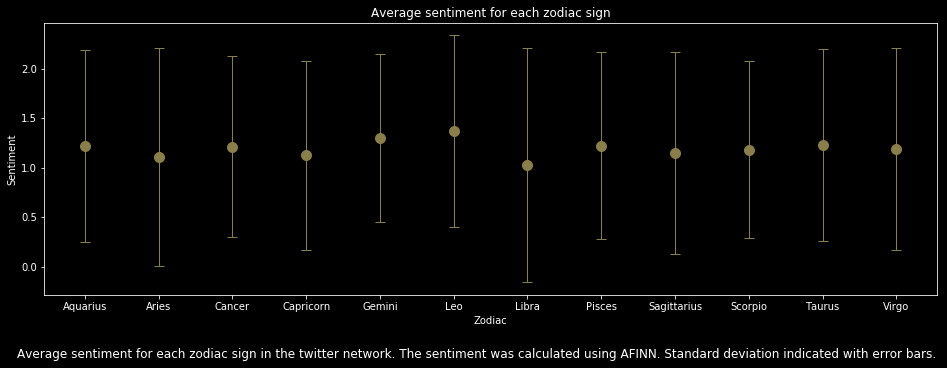 Average sentiment for each zodiac sign
Sentiment
2.0
1.5
1.0
0.5
0.0
Aquarius Aries Cancer Capricorn Gemini Leo Libra Pisces Sagittarius Scorpio Taurus Virgo
Zodiac
Average sentiment for each zodiac sign in the twitter network. The sentiment was calculated using AFINN. Standard deviation indicated with error bars.